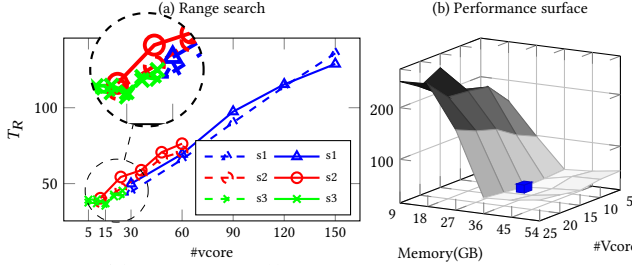 (a) Range search
(b) Performance surface
100
50
T_R
5 15 30 60 90 120 150
#vcore
s1 s1
s2 s2
s3 s3
200
100
9 18 27 36 45 54
25 20 15 10 5
Memory(GB)
#Vcore